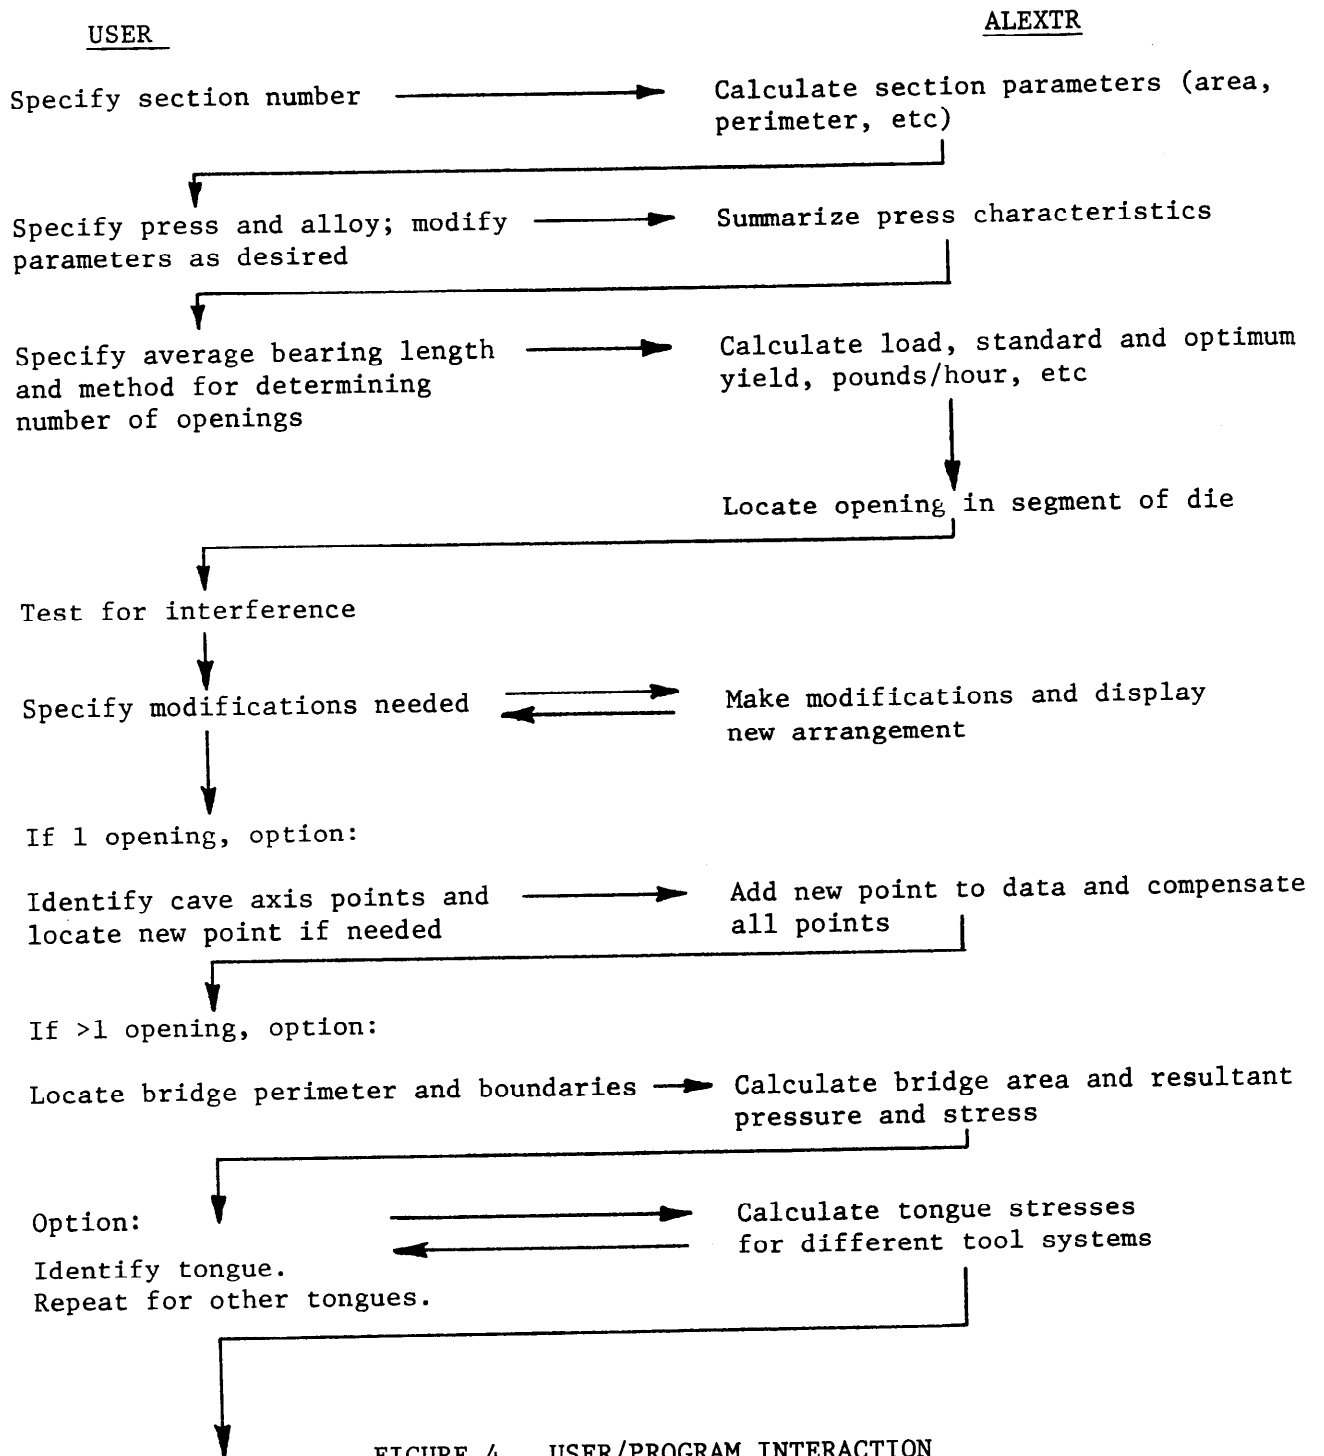 USER
ALEXTR
Specify section number
Calculate section parameters (area,
perimeter, etc)
Specify press and alloy; modify
parameters as desired
Summarize press characteristics
Specify average bearing length
and method for determining
number of openings
Calculate load, standard and optimum
yield, pounds/hour, etc
Locate opening in segment of die
Test for interference
Specify modifications needed
Make modifications and display
new arrangement
If 1 opening, option:
Identify cave axis points and
locate new point if needed
Add new point to data and compensate
all points
If >1 opening, option:
Locate bridge perimeter and boundaries
Calculate bridge area and resultant
pressure and stress
Option:
Identify tongue.
Repeat for other tongues.
Calculate tongue stresses
for different tool systems
FIGURE 4 USER/PROGRAM INTERACTION